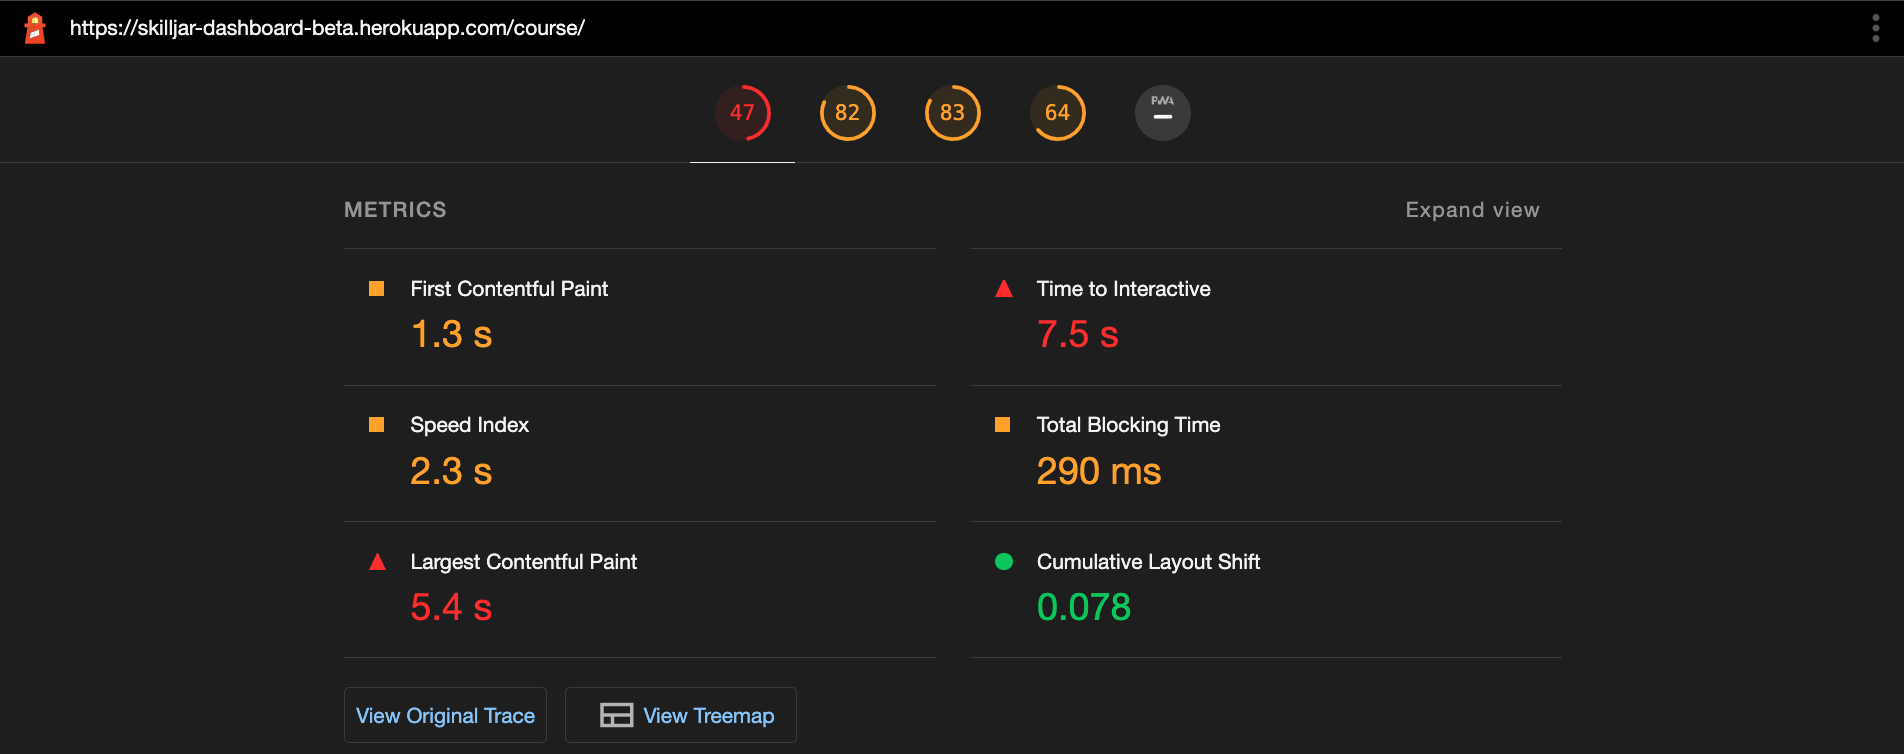 https://skilljar-dashboard-beta.herokuapp.com/course/
47 82 83 64 PWA
METRICS
Expand view
First Contentful Paint
1.3 s
Time to Interactive
7.5 s
Speed Index
2.3 s
Total Blocking Time
290 ms
Largest Contentful Paint
5.4 s
Cumulative Layout Shift
0.078
View Original Trace
View Treemap